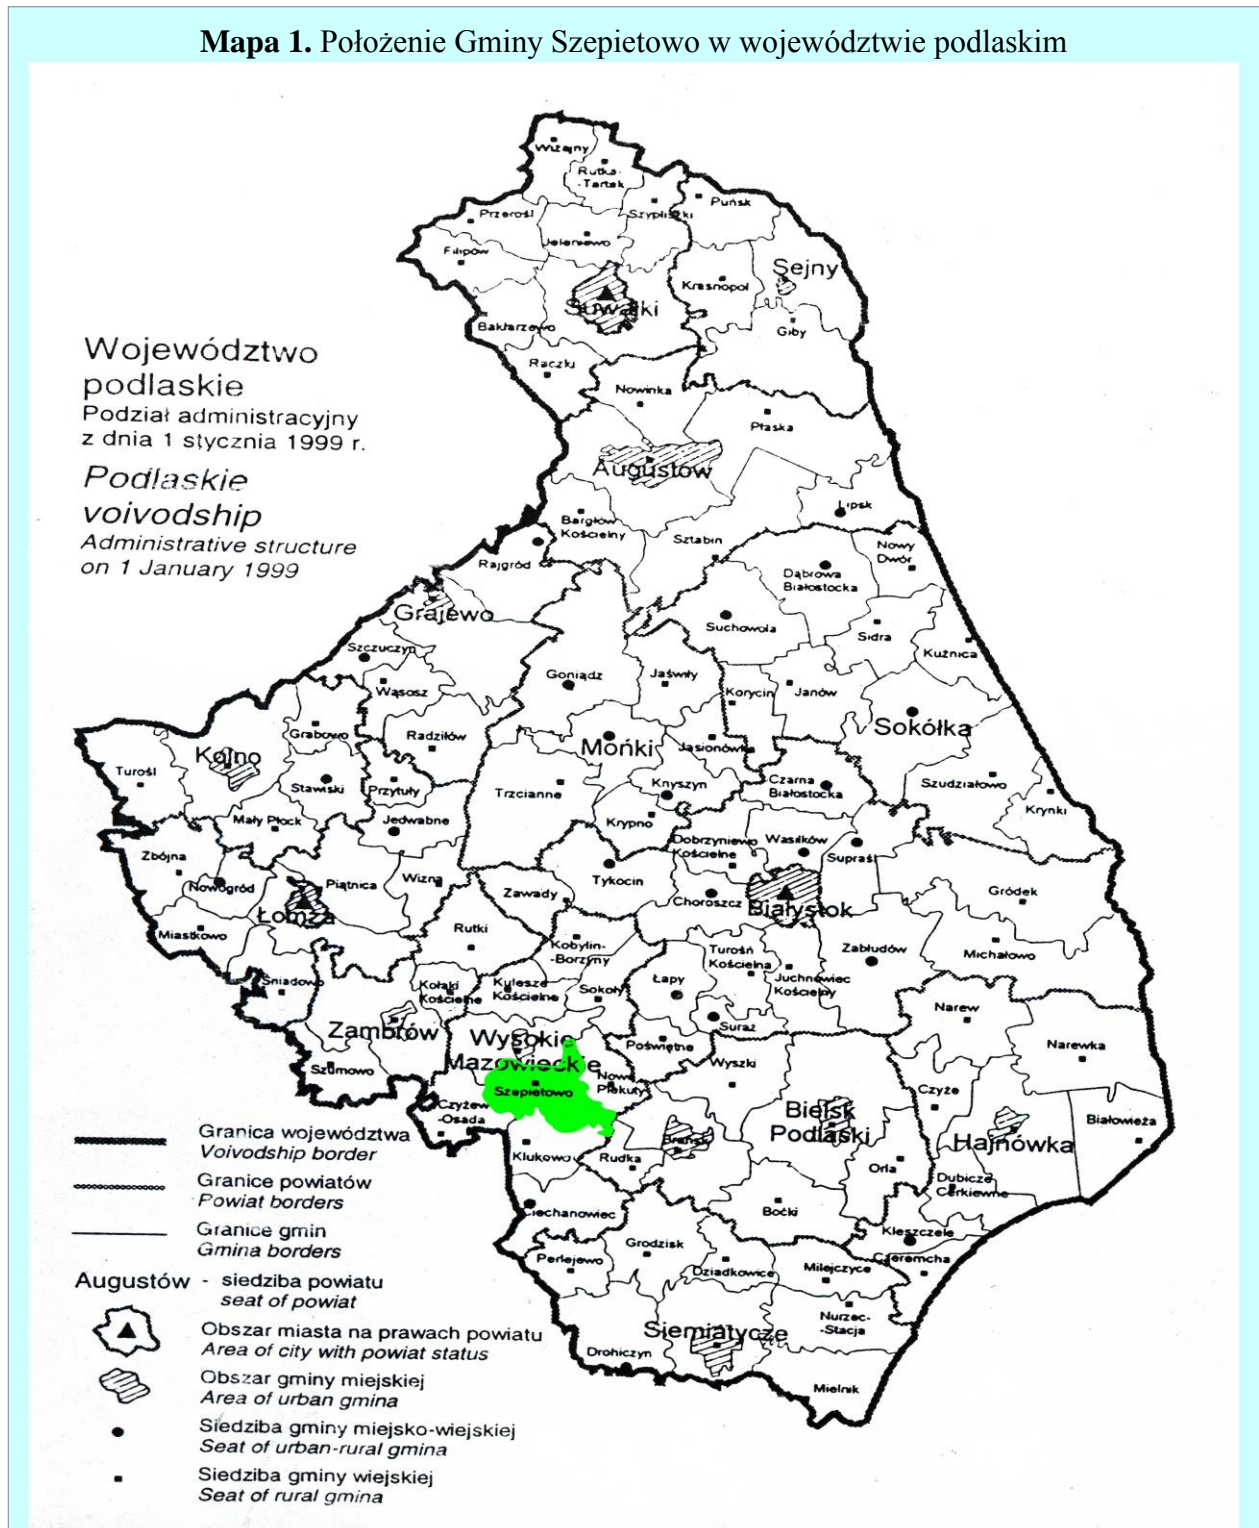 Mapa 1. Położenie Gminy Szepietowo w województwie podlaskim
Wiżajny
Rutka-
-Tartak
Puńsk
Przerośl
Szypliszki
Jeleniewo
Filipów
Sejny
Krasnopol
Suwałki
Bakłarzewo
Giby
Województwo
podlaskie
Podział administracyjny
z dnia 1 stycznia 1999 r.
Podlaskie
voivodship
Administrative structure
on 1 January 1999
Raczki
Nowinka
Płaska
Augustów
Lipsk
Bargłów
Kościelny
Sztabin
Nowy
Dwór
Rajgród
Dąbrowa
Białostocka
Grajewo
Suchowola
Sidra
Szczuczyn
Kuźnica
Wąsosz
Goniądz
Jaświły
Korycin
Janów
Sokółka
Grabowo
Radziłów
Mońki
Jasionówka
Kolno
Turośl
Stawiski
Przytuły
Trzcianne
Knyszyn
Czarna
Białostocka
Szudziałowo
Krynki
Mały Płock
Jedwabne
Krypno
Dobrzyniewo
Kościelne
Wasilków
Supraśl
Zbójna
Nowogród
Piątnica
Wizna
Zawady
Tykocin
Choroszcz
Białystok
Gródek
Łomża
Miastkowo
Rutki
Kobylin-
-Borzyny
Turośń
Kościelna
Zabłudów
Michałowo
Śniadowo
Kołaki
Kościelne
Kulesze
Kościelne
Sokoły
Łapy
Juchnowiec
Kościelny
Narew
Zambrów
Wysokie
Mazowieckie
Suraż
Poświętne
Wyszki
Narewka
Szumowo
Szepietowo
Nowe
Piekuty
Czyże
Czyżew
-Osada
Bielsk
Podlaski
Białowieża
Brańsk
Hajnówka
Klukowo
Rudka
Orla
Dubicze
Cerkiewne
Ciechanowiec
Boćki
Kleszczele
Perlejewo
Grodzisk
Dziadkowice
Milejczyce
Czeremcha
Nurzec-
-Stacja
Siemiatycze
Drohiczyn
Mielnik
Granica województwa
Voivodship border
Granice powiatów
Powiat borders
Granice gmin
Gmina borders
Augustów - siedziba powiatu
seat of powiat
Obszar miasta na prawach powiatu
Area of city with powiat status
Obszar gminy miejskiej
Area of urban gmina
Siedziba gminy miejsko-wiejskiej
Seat of urban-rural gmina
Siedziba gminy wiejskiej
Seat of rural gmina